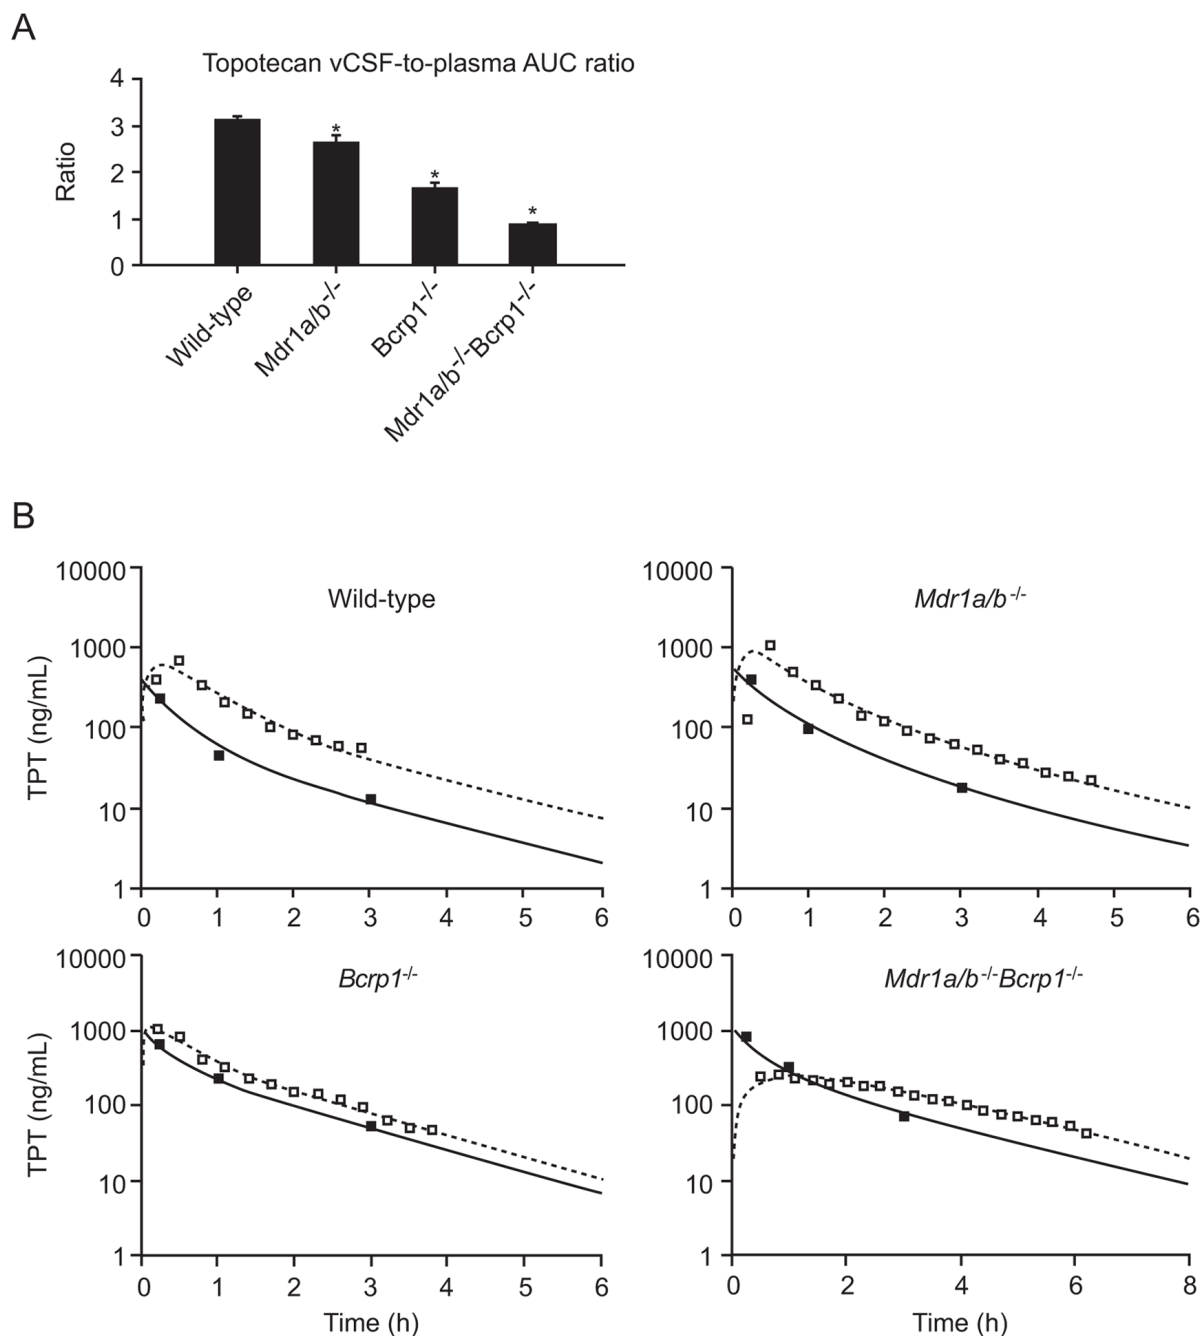 A
Topotecan vCSF-to-plasma AUC ratio
4
3
2
1
0
Ratio
*
*
*
Wild-type
Mdr1a/b-/-
Bcrp1-/-
Mdr1a/b-/-Bcrp1-/-
B
TPT (ng/mL)
10000
1000
100
10
1
Wild-type
0 1 2 3 4 5 6
10000
1000
100
10
1
Mdr1a/b-/-
0 1 2 3 4 5 6
TPT (ng/mL)
10000
1000
100
10
1
Bcrp1-/-
0 1 2 3 4 5 6
Time (h)
10000
1000
100
10
1
Mdr1a/b-/-Bcrp1-/-
0 2 4 6 8
Time (h)